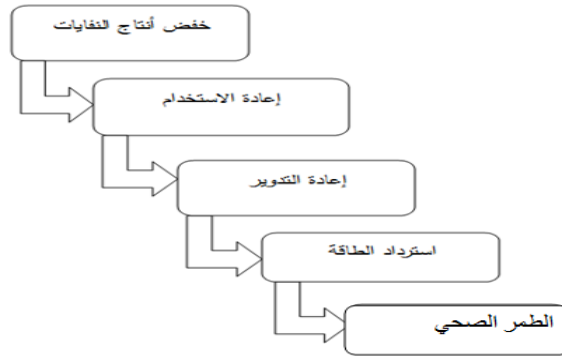 خفض أنتاج النفايات
إعادة الاستخدام
إعادة التدوير
استرداد الطاقة
الطمر الصحي